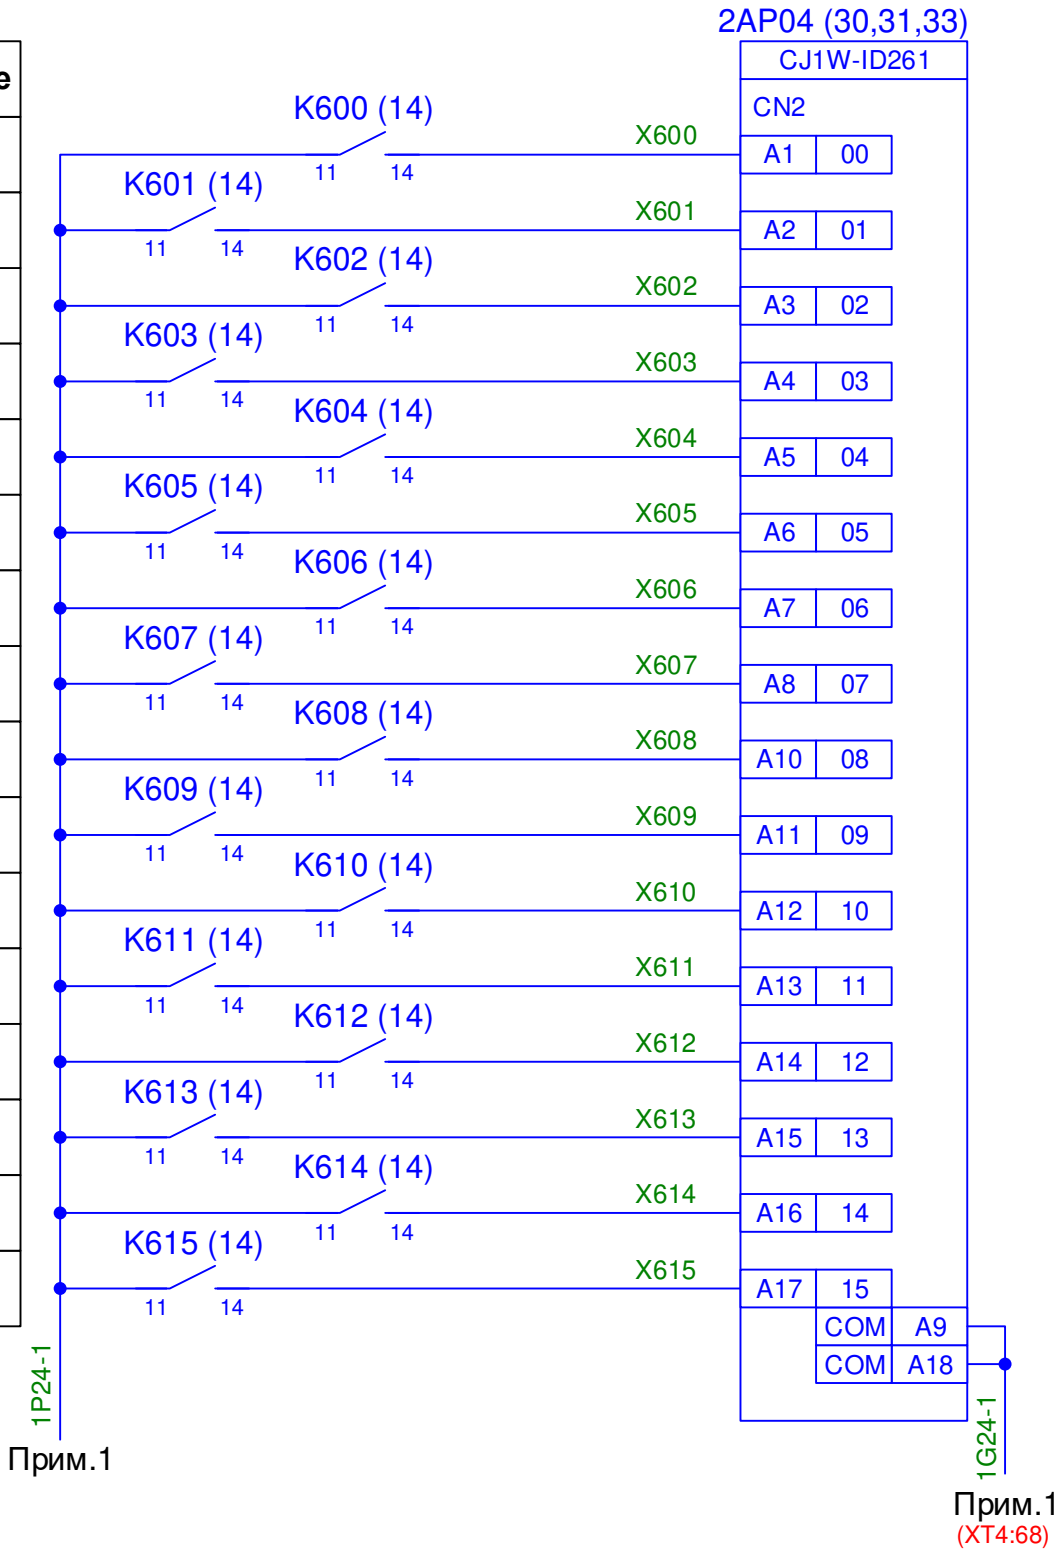 2AP04 (30,31,33)
CJ1W-ID261
e
CN2
K600 (14)
X600
A1 00
11 14
K601 (14)
X601
A2 01
11 14
K602 (14)
X602
A3 02
11 14
K603 (14)
X603
A4 03
11 14
K604 (14)
X604
A5 04
11 14
K605 (14)
X605
A6 05
11 14
K606 (14)
X606
A7 06
11 14
K607 (14)
X607
A8 07
11 14
K608 (14)
X608
A10 08
11 14
K609 (14)
X609
A11 09
11 14
K610 (14)
X610
A12 10
11 14
K611 (14)
X611
A13 11
11 14
K612 (14)
X612
A14 12
11 14
K613 (14)
X613
A15 13
11 14
K614 (14)
X614
A16 14
11 14
K615 (14)
X615
A17 15
11 14
COM A9
COM A18
1P24-1
1G24-1
Прим.1
Прим.1
(XT4:68)